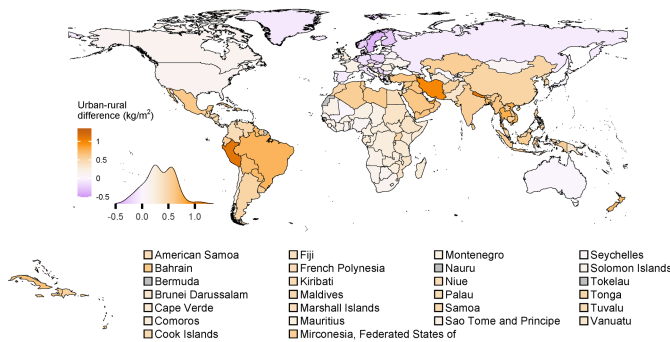 Urban-rural
difference (kg/m²)
1.0
0.5
0.0
-0.5
-0.5 0.0 0.5 1.0
American Samoa
Bahrain
Bermuda
Brunei Darussalam
Cape Verde
Comoros
Cook Islands
Fiji
French Polynesia
Kiribati
Maldives
Marshall Islands
Mauritius
Mirconesia, Federated States of
Montenegro
Nauru
Niue
Palau
Samoa
Sao Tome and Principe
Seychelles
Solomon Islands
Tokelau
Tonga
Tuvalu
Vanuatu